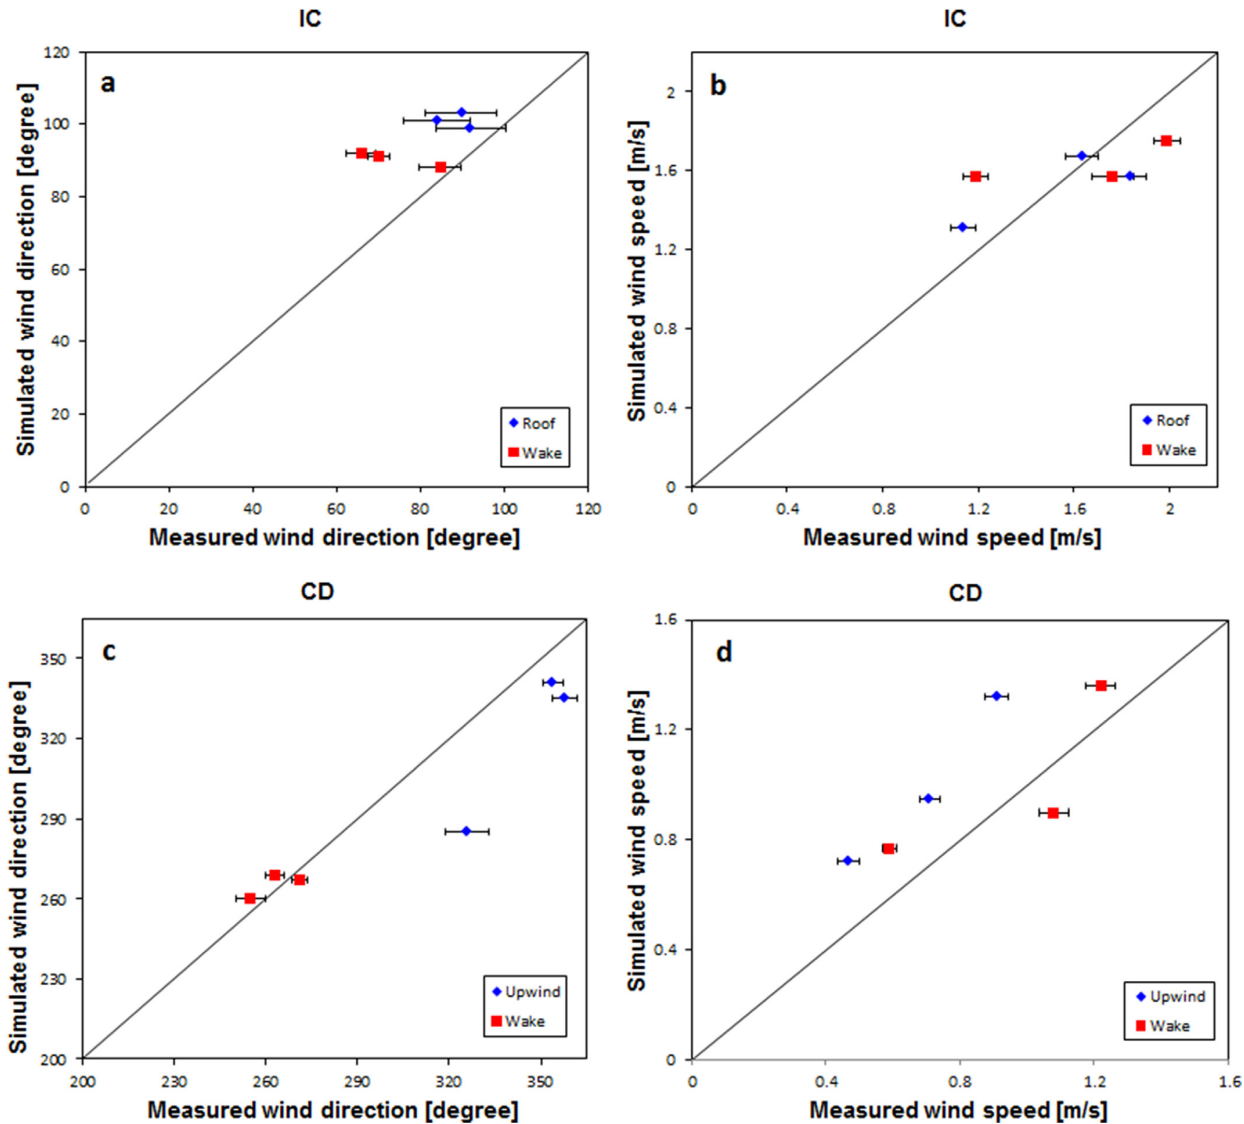 IC
a
120
100
80
60
40
20
0
0 20 40 60 80 100 120
Simulated wind direction [degree]
Measured wind direction [degree]
Roof
Wake
IC
b
2
1.6
1.2
0.8
0.4
0
0 0.4 0.8 1.2 1.6 2
Simulated wind speed [m/s]
Measured wind speed [m/s]
Roof
Wake
CD
c
350
320
290
260
230
200
200 230 260 290 320 350
Simulated wind direction [degree]
Measured wind direction [degree]
Upwind
Wake
CD
d
1.6
1.2
0.8
0.4
0
0 0.4 0.8 1.2 1.6
Simulated wind speed [m/s]
Measured wind speed [m/s]
Upwind
Wake